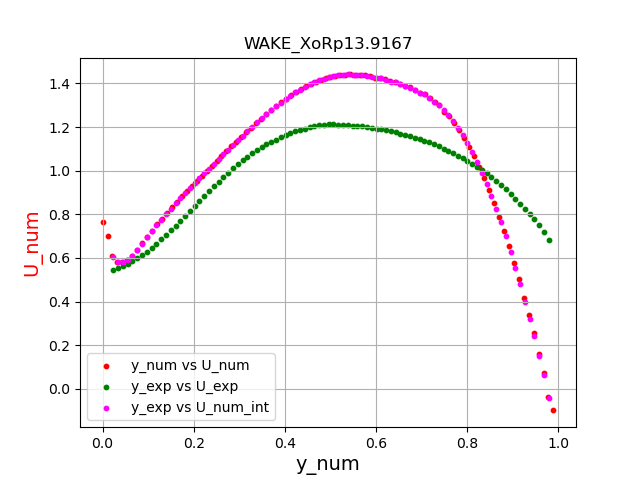 WAKE_XoRp13.9167
U_num
1.4
1.2
1.0
0.8
0.6
0.4
0.2
0.0
y_num vs U_num
y_exp vs U_exp
y_exp vs U_num_int
0.0 0.2 0.4 0.6 0.8 1.0
y_num